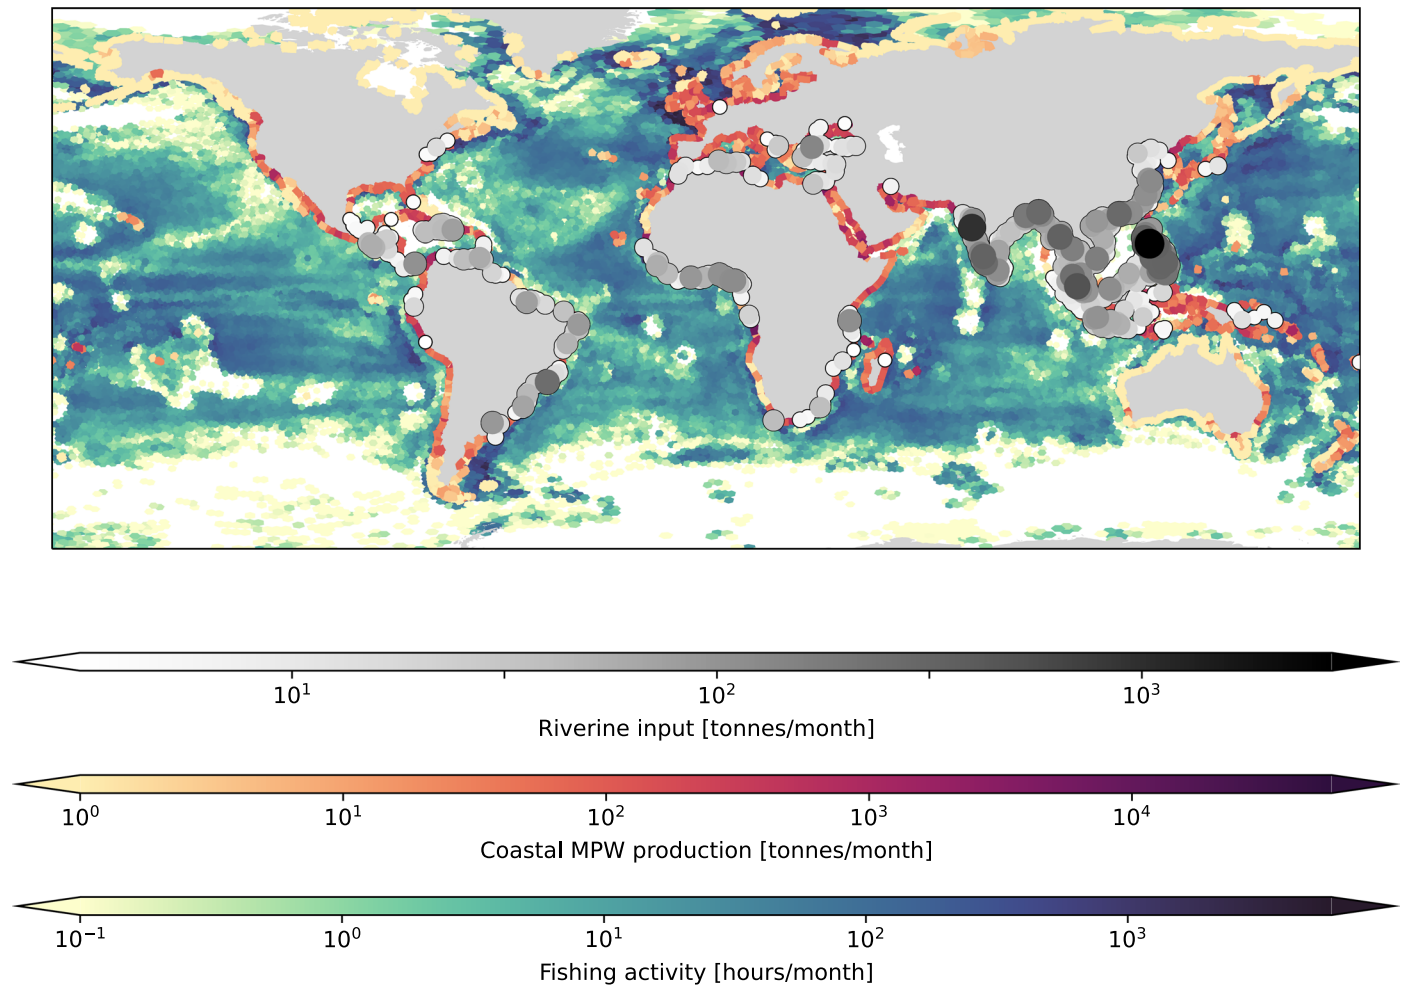 10¹ 10² 10³
Riverine input [tonnes/month]
10⁰ 10¹ 10² 10³ 10⁴
Coastal MPW production [tonnes/month]
10⁻¹ 10⁰ 10¹ 10² 10³
Fishing activity [hours/month]